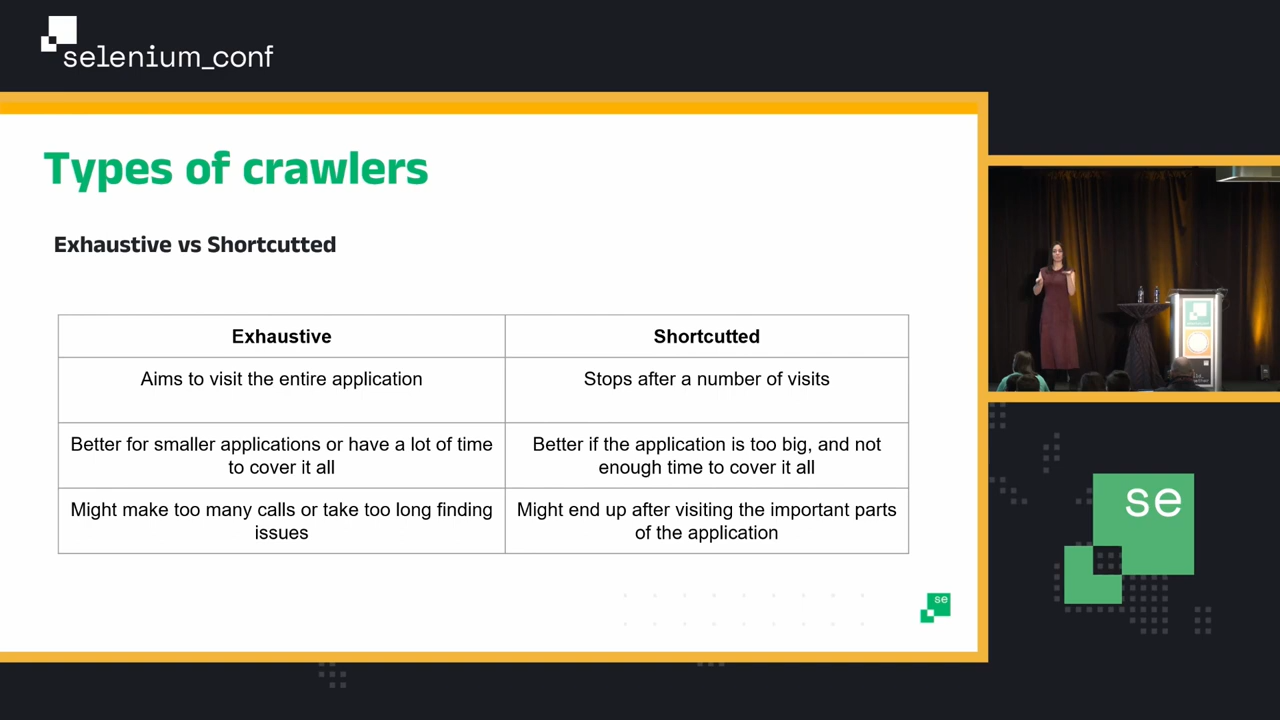 selenium_conf
Types of crawlers
Exhaustive vs Shortcutted
Exhaustive
Shortcutted
Aims to visit the entire application
Stops after a number of visits
Better for smaller applications or have a lot of time
to cover it all
Better if the application is too big, and not
enough time to cover it all
Might make too many calls or take too long finding
issues
Might end up after visiting the important parts
of the application
se
se